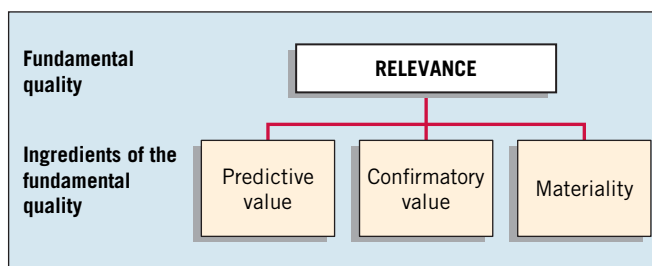 Fundamental
quality
RELEVANCE
Ingredients of the
fundamental
quality
Predictive
value
Confirmatory
value
Materiality